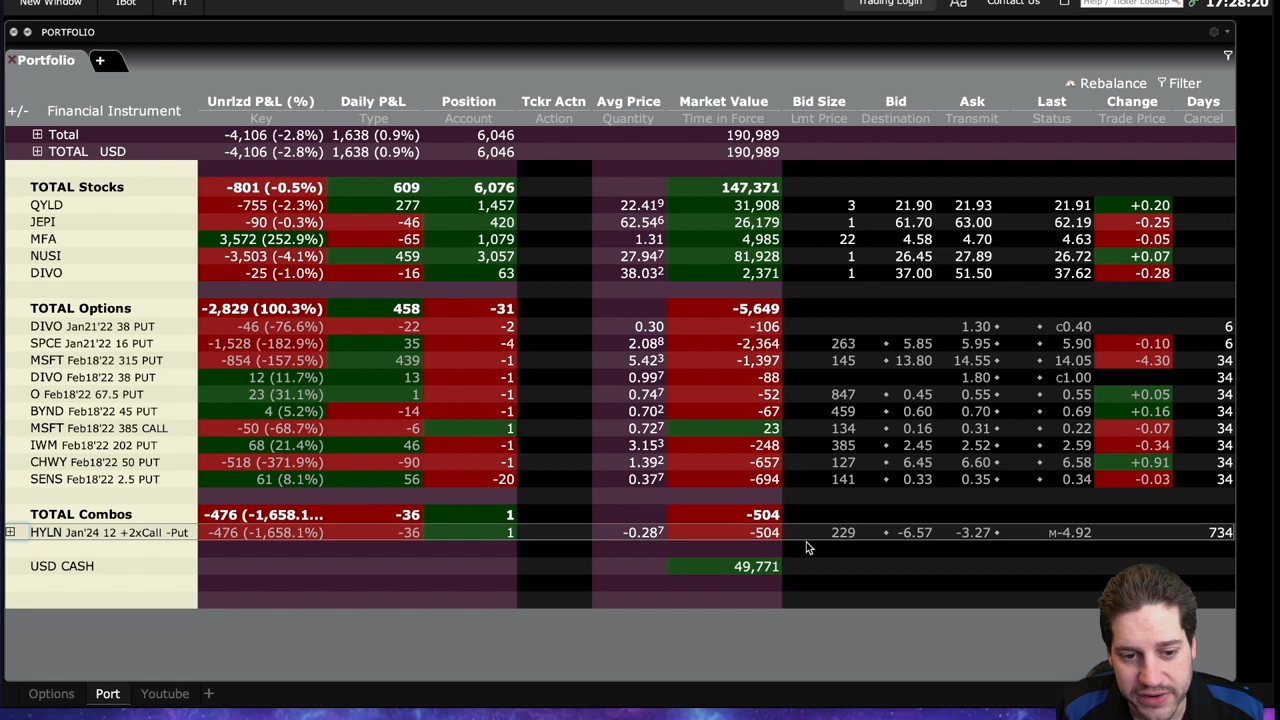 New Window IBot FYI Trading Login Aa Contact Us Help / Ticker Lookup 17:28:20
PORTFOLIO
Portfolio +
Rebalance Filter
+/- Financial Instrument Unrlzd P&L (%) Daily P&L Position Tckr Actn Avg Price Market Value Bid Size Bid Ask Last Change Days
Key Type Account Action Quantity Time in Force Lmt Price Destination Transmit Status Trade Price Cancel
Total -4,106 (-2.8%) 1,638 (0.9%) 6,046 190,989
TOTAL USD -4,106 (-2.8%) 1,638 (0.9%) 6,046 190,989
TOTAL Stocks -801 (-0.5%) 609 6,076 147,371
QYLD -755 (-2.3%) 277 1,457 22.419 31,908 3 21.90 21.93 21.91 +0.20
JEPI -90 (-0.3%) -46 420 62.546 26,179 1 61.70 63.00 62.19 -0.25
MFA 3,572 (252.9%) -65 1,079 1.31 4,985 22 4.58 4.70 4.63 -0.05
NUSI -3,503 (-4.1%) 459 3,057 27.947 81,928 1 26.45 27.89 26.72 +0.07
DIVO -25 (-1.0%) -16 63 38.032 2,371 1 37.00 51.50 37.62 -0.28
TOTAL Options -2,829 (100.3%) 458 -31 -5,649
DIVO Jan21'22 38 PUT -46 (-76.6%) -22 -2 0.30 -106 1.30 C0.40 6
SPCE Jan21'22 16 PUT -1,528 (-182.9%) 35 -4 2.088 -2,364 263 5.85 5.95 5.90 -0.10 6
MSFT Feb18'22 315 PUT -854 (-157.5%) 439 -1 5.423 -1,397 145 13.80 14.55 14.05 -4.30 34
DIVO Feb18'22 38 PUT 12 (11.7%) 13 -1 0.997 -88 1.80 C1.00 34
O Feb18'22 67.5 PUT 23 (31.1%) 1 -1 0.747 -52 847 0.45 0.55 0.55 +0.05 34
BYND Feb18'22 45 PUT 4 (5.2%) -14 -1 0.702 -67 459 0.60 0.70 0.69 +0.16 34
MSFT Feb18'22 385 CALL -50 (-68.7%) -6 1 0.727 23 134 0.16 0.31 0.22 -0.07 34
IWM Feb18'22 202 PUT 68 (21.4%) 46 -1 3.153 -248 385 2.45 2.52 2.59 -0.34 34
CHWY Feb18'22 50 PUT -518 (-371.9%) -90 -1 1.392 -657 127 6.45 6.60 6.58 +0.91 34
SENS Feb18'22 2.5 PUT 61 (8.1%) 56 -20 0.377 -694 141 0.33 0.35 0.34 -0.03 34
TOTAL Combos -476 (-1,658.1... -36 1 -504
HYLN Jan'24 12 +2xCall -Put -476 (-1,658.1%) -36 1 -0.287 -504 229 -6.57 -3.27 M-4.92 734
USD CASH 49,771
Options Port Youtube +